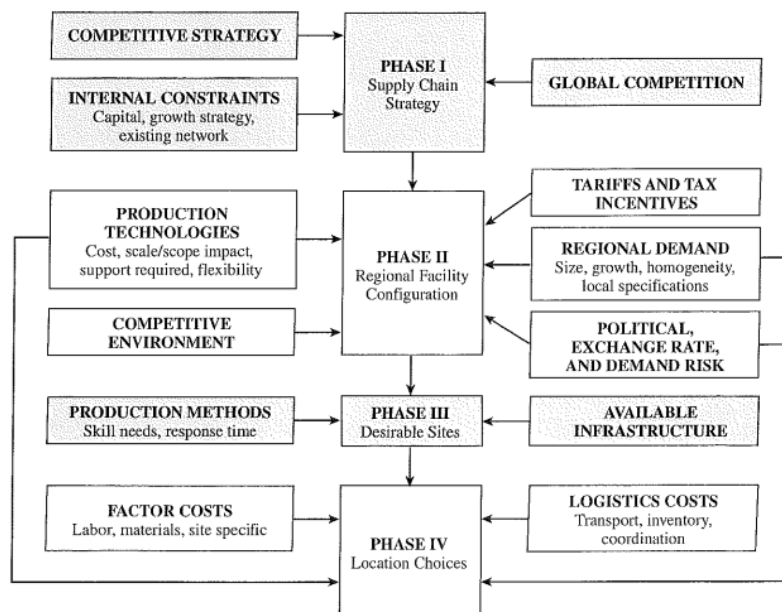 COMPETITIVE STRATEGY
PHASE I
Supply Chain
Strategy
GLOBAL COMPETITION
INTERNAL CONSTRAINTS
Capital, growth strategy,
existing network
TARIFFS AND TAX
INCENTIVES
PRODUCTION
TECHNOLOGIES
Cost, scale/scope impact,
support required, flexibility
PHASE II
Regional Facility
Configuration
REGIONAL DEMAND
Size, growth, homogeneity,
local specifications
COMPETITIVE
ENVIRONMENT
POLITICAL,
EXCHANGE RATE,
AND DEMAND RISK
PRODUCTION METHODS
Skill needs, response time
PHASE III
Desirable Sites
AVAILABLE
INFRASTRUCTURE
FACTOR COSTS
Labor, materials, site specific
PHASE IV
Location Choices
LOGISTICS COSTS
Transport, inventory,
coordination